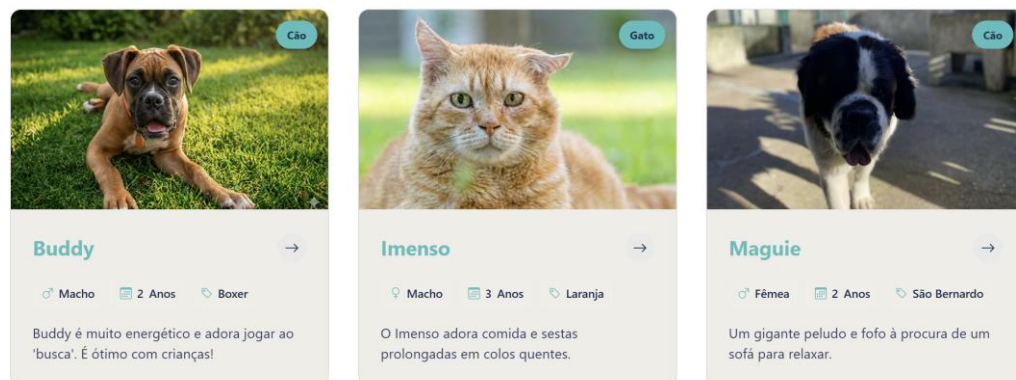 Cão
Gato
Cão
Buddy
Macho
2 Anos
Boxer
Buddy é muito energético e adora jogar ao
'busca'. É ótimo com crianças!
Imenso
Macho
3 Anos
Laranja
O Imenso adora comida e sestas
prolongadas em colos quentes.
Maguie
Fêmea
2 Anos
São Bernardo
Um gigante peludo e fofo à procura de um
sofá para relaxar.